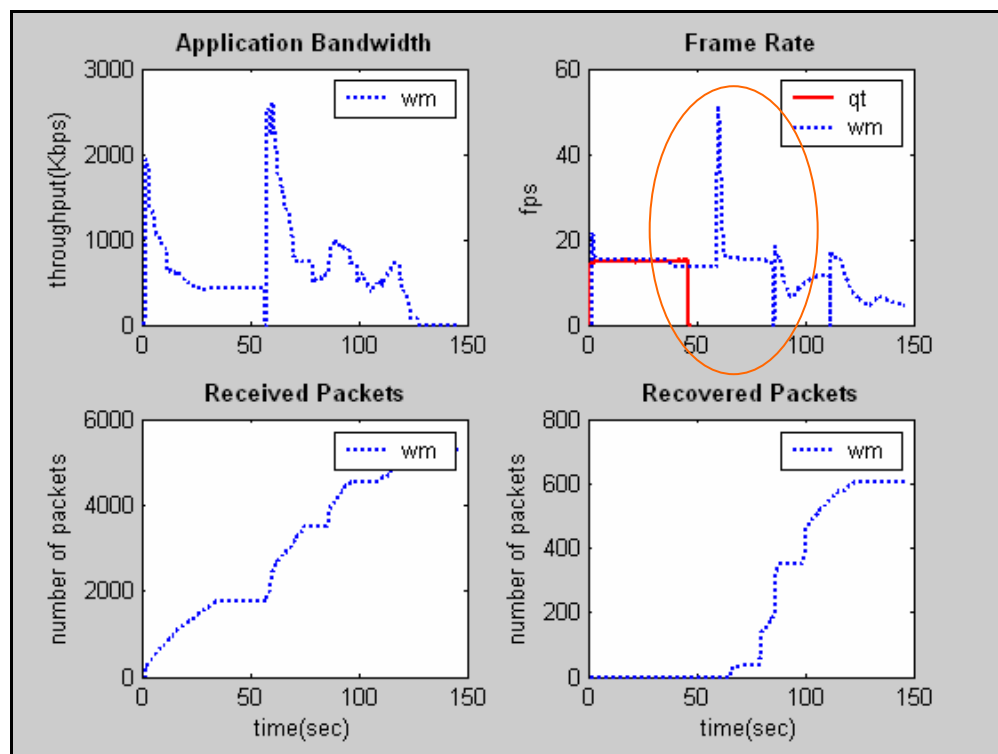 Application Bandwidth
3000
2000
1000
0
throughput(Kbps)
wm
0 50 100 150
Frame Rate
60
40
20
0
fps
qt
wm
0 50 100 150
Received Packets
6000
4000
2000
0
number of packets
wm
0 50 100 150
time(sec)
Recovered Packets
800
600
400
200
0
number of packets
wm
0 50 100 150
time(sec)